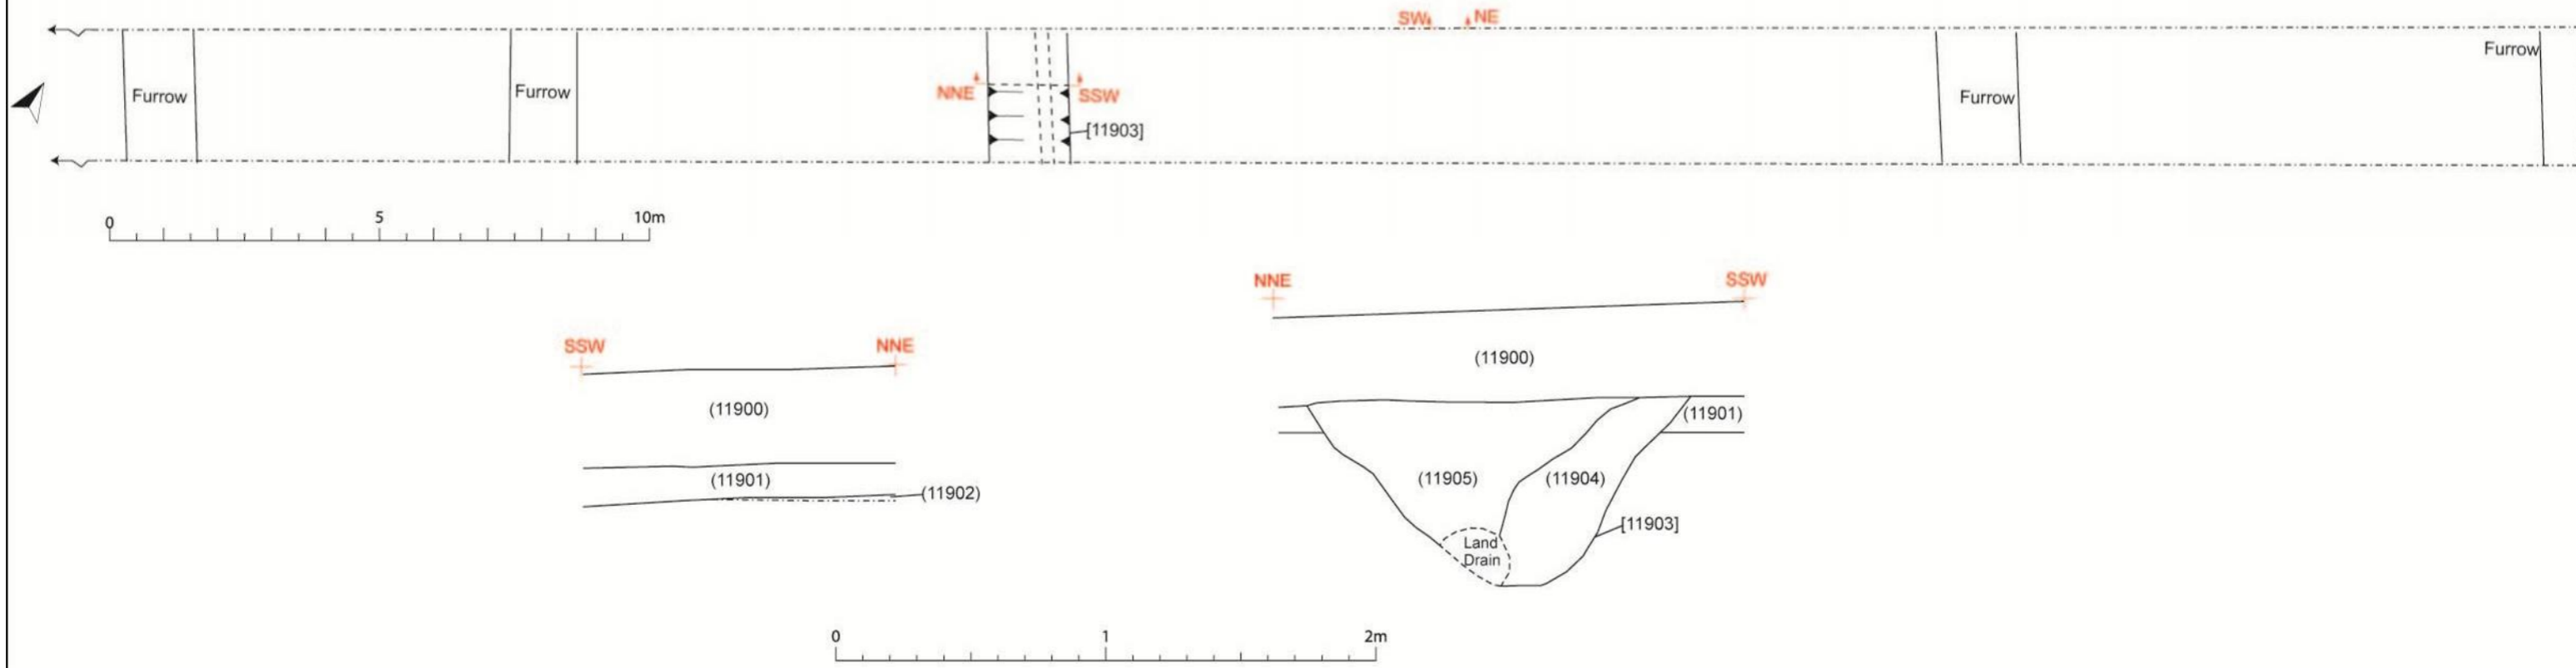 SW NE
Furrow
Furrow
Furrow
NNE SSW
Furrow
[11903]
0 5 10m
NNE SSW
SSW NNE
(11900)
(11900)
(11901)
(11901)
(11905) (11904)
(11902)
[11903]
Land
Drain
0 1 2m